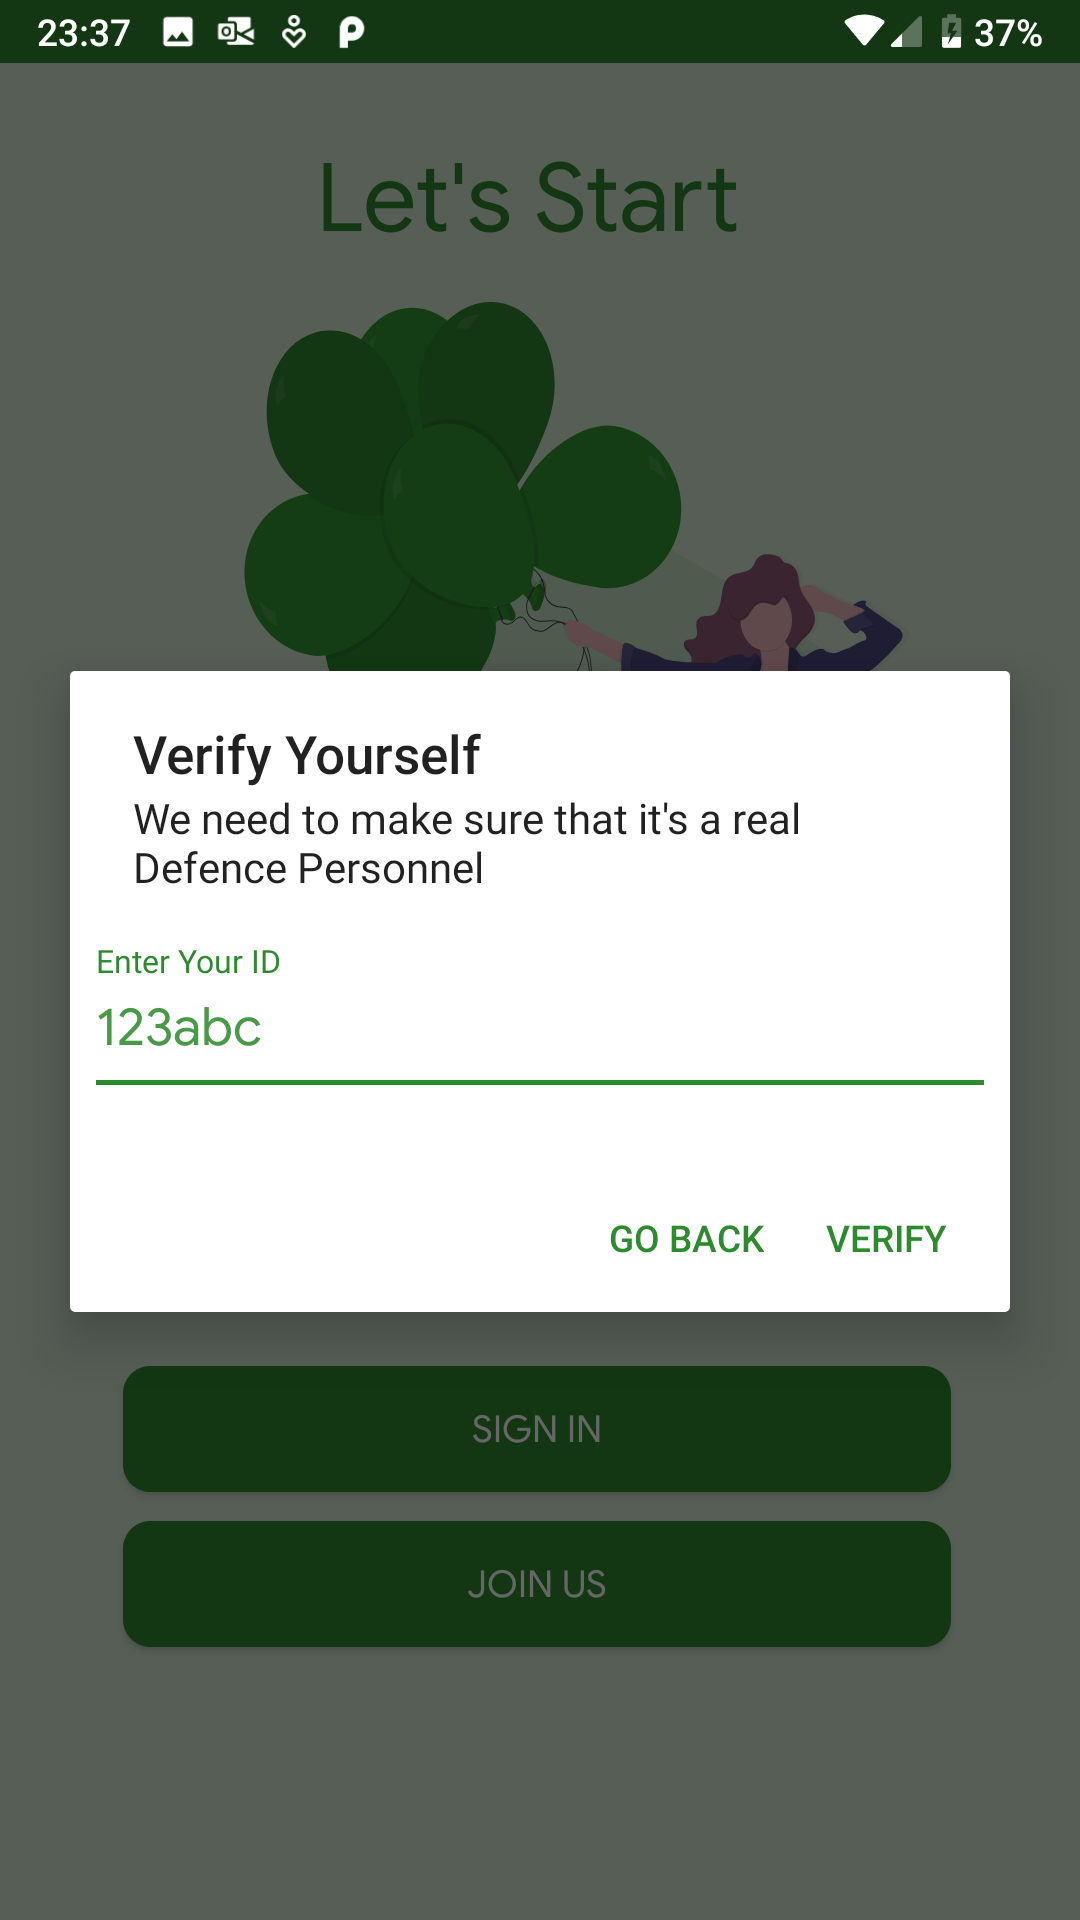 23:37
37%
Let's Start
Verify Yourself
We need to make sure that it's a real
Defence Personnel
Enter Your ID
123abc
GO BACK VERIFY
SIGN IN
JOIN US